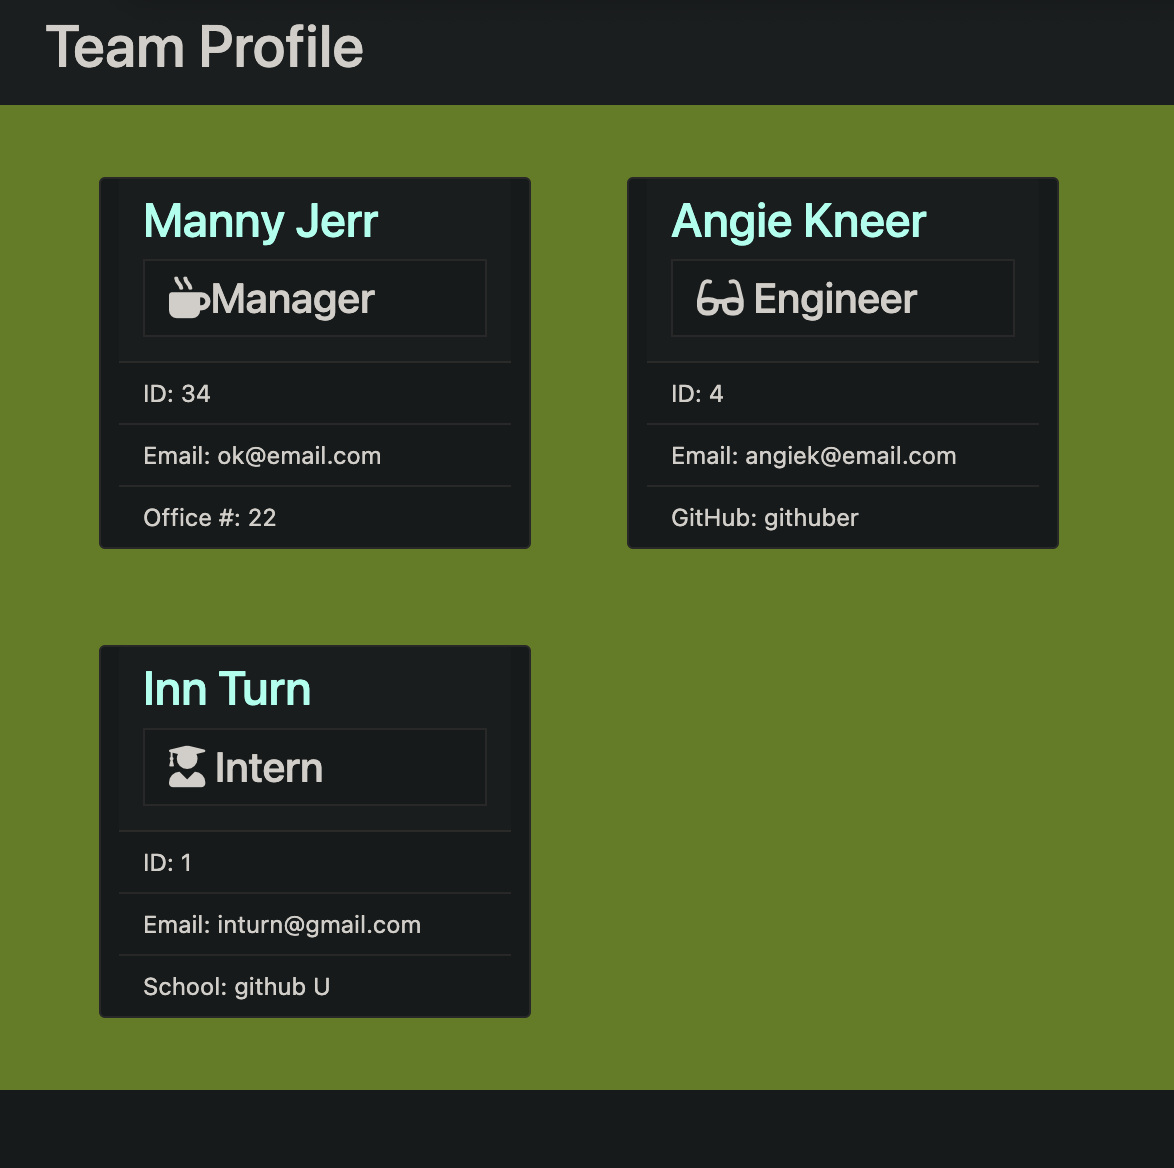 Team Profile
Manny Jerr
Manager
ID: 34
Email: ok@email.com
Office #: 22
Angie Kneer
Engineer
ID: 4
Email: angiek@email.com
GitHub: githuber
Inn Turn
Intern
ID: 1
Email: inturn@gmail.com
School: github U